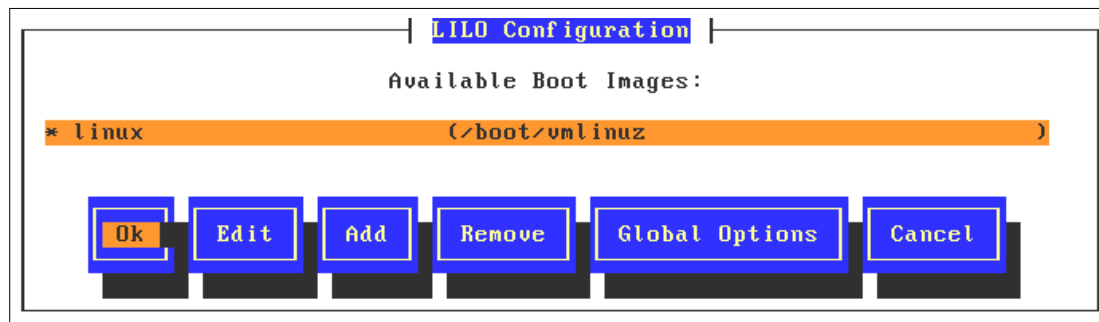 LILO Configuration
Available Boot Images:
* linux (/boot/vmlinuz )
Ok Edit Add Remove Global Options Cancel